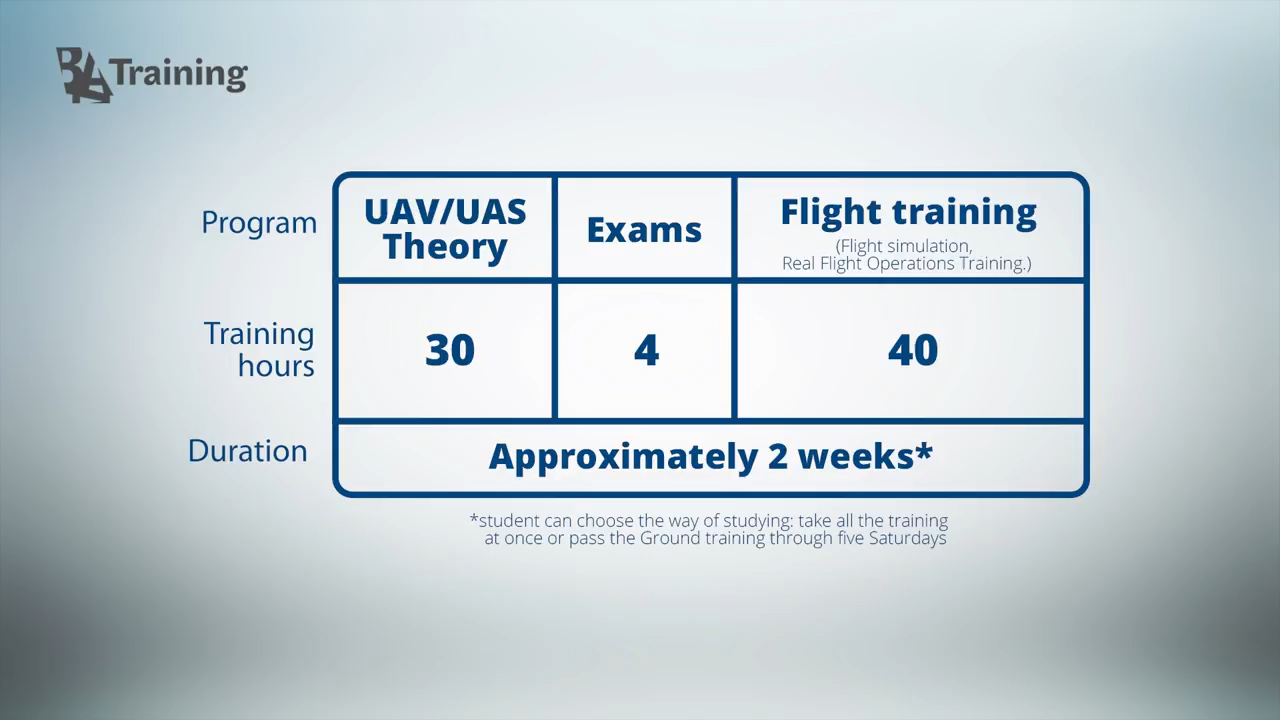 BAA Training
Program
UAV/UAS
Theory
Exams
Flight training
(Flight simulation,
Real Flight Operations Training.)
Training
hours
30
4
40
Duration
Approximately 2 weeks*
*student can choose the way of studying: take all the training
at once or pass the Ground training through five Saturdays